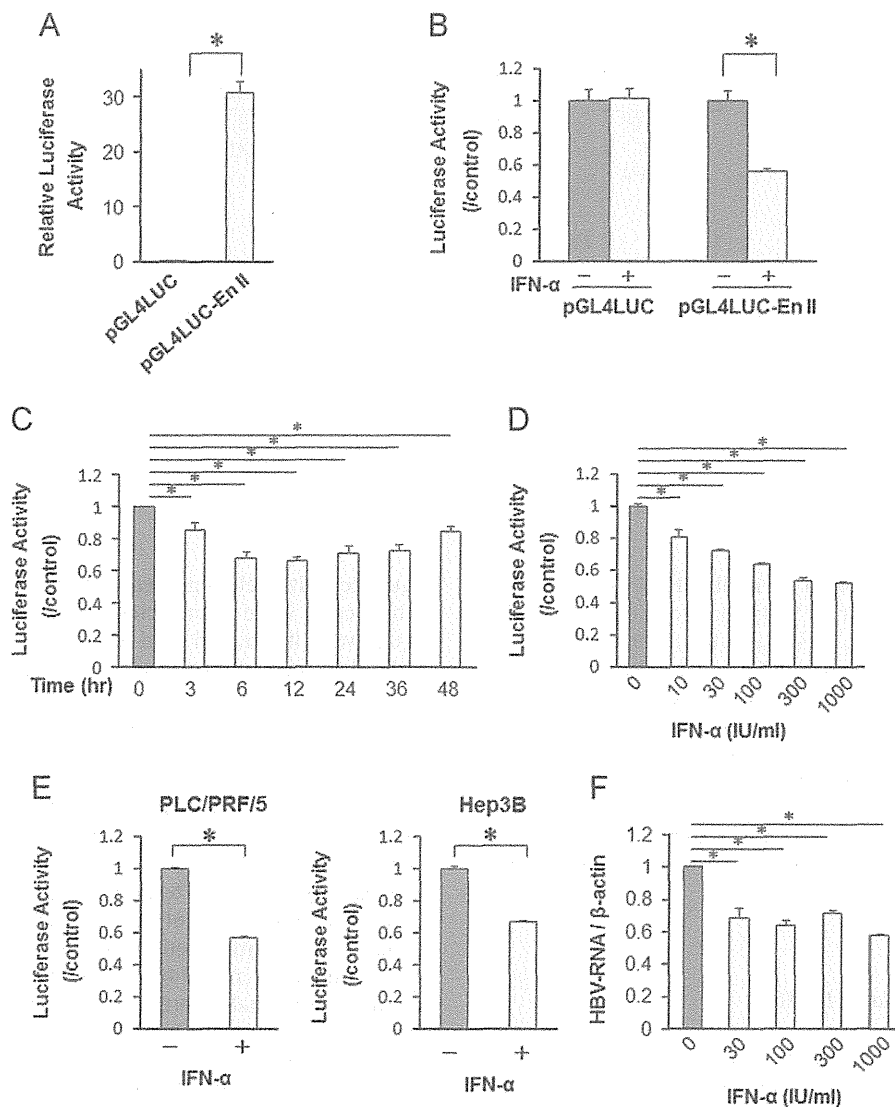 A
*
Relative Luciferase
Activity
30
20
10
0
pGL4LUC
pGL4LUC-En II
B
*
Luciferase Activity
(/control)
1.2
1
0.8
0.6
0.4
0.2
0
IFN-α
− + − +
pGL4LUC pGL4LUC-En II
C
*
*
*
*
*
*
Luciferase Activity
(/control)
1.2
1
0.8
0.6
0.4
0.2
0
Time (hr) 0 3 6 12 24 36 48
D
*
*
*
*
*
Luciferase Activity
(/control)
1.2
1
0.8
0.6
0.4
0.2
0
0 10 30 100 300 1000
IFN-α (IU/ml)
E
PLC/PRF/5
*
Luciferase Activity
(/control)
1.2
1
0.8
0.6
0.4
0.2
0
− +
IFN-α
Hep3B
*
Luciferase Activity
(/control)
1.2
1
0.8
0.6
0.4
0.2
0
− +
IFN-α
F
*
*
*
*
HBV-RNA / β-actin
1.2
1
0.8
0.6
0.4
0.2
0
0 30 100 300 1000
IFN-α (IU/ml)